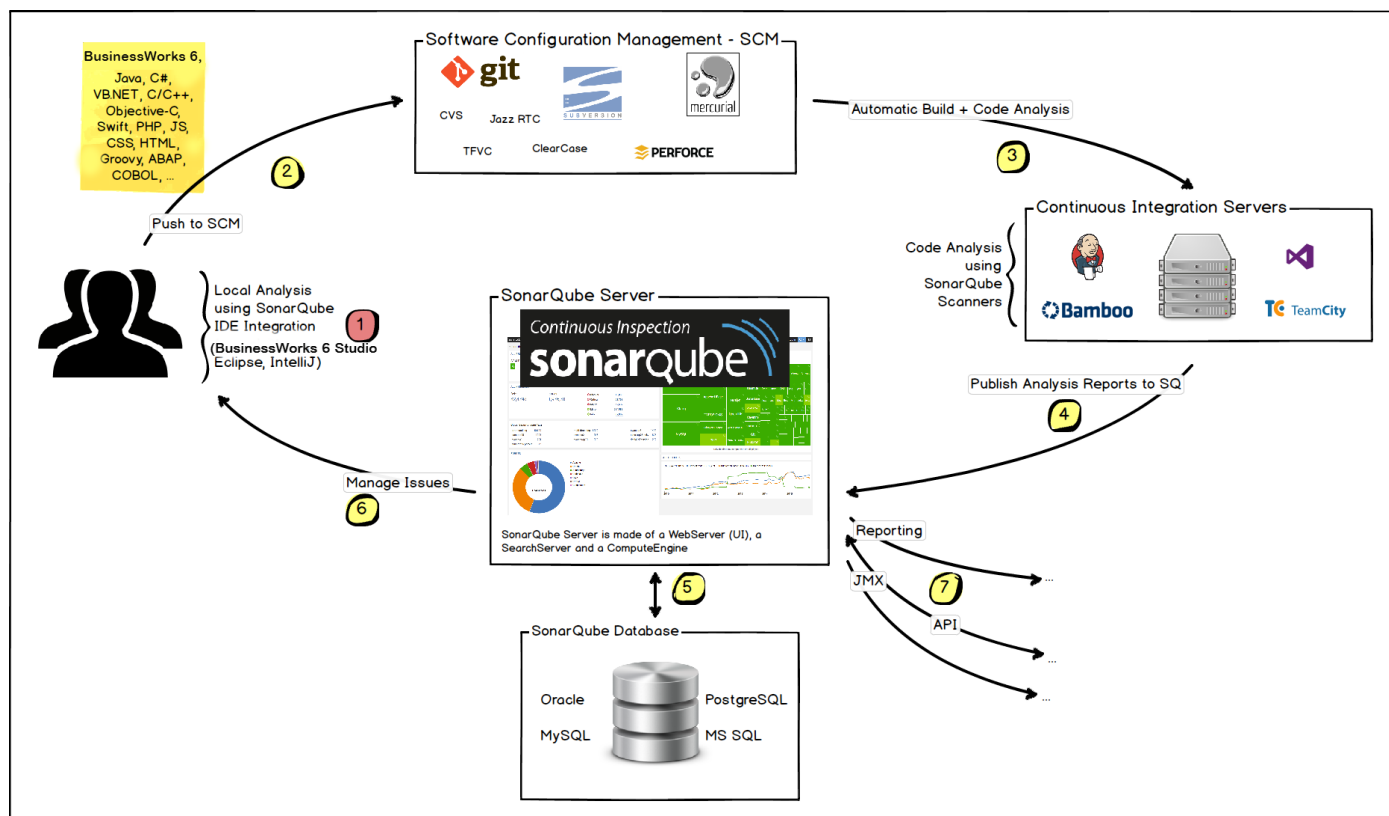 BusinessWorks 6,
Java, C#,
VB.NET, C/C++,
Objective-C,
Swift, PHP, JS,
CSS, HTML,
Groovy, ABAP,
COBOL, ...
Software Configuration Management - SCM
git
SUBVERSION
mercurial
CVS
Jazz RTC
TFVC
ClearCase
PERFORCE
2
Push to SCM
Automatic Build + Code Analysis
3
Continuous Integration Servers
Code Analysis
using
SonarQube
Scanners
Bamboo
TC TeamCity
Local Analysis
using SonarQube
IDE Integration
(BusinessWorks 6 Studio
Eclipse, IntelliJ)
1
SonarQube Server
Continuous Inspection
sonarqube
SonarQube Server is made of a WebServer (UI), a
SearchServer and a ComputeEngine
Publish Analysis Reports to SQ
4
Manage Issues
6
Reporting
...
JMX
7
API
...
...
5
SonarQube Database
Oracle
PostgreSQL
MySQL
MS SQL